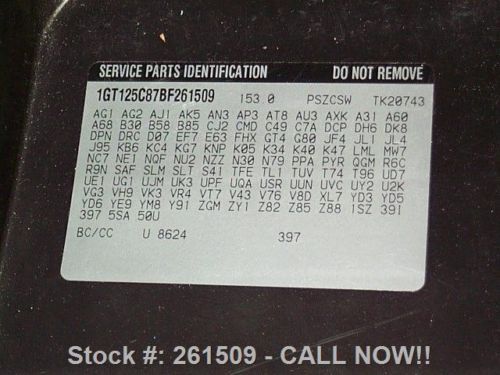 SERVICE PARTS IDENTIFICATION DO NOT REMOVE
1GT125C87BF261509 153.0 PSZCSW TK20743
AG1 AG2 AJ1 AK5 AN3 AP3 AT8 AU3 AXK A31 A60
A68 B30 B58 B85 CJ2 CMD C49 C7A DCP DH6 DK8
DPN DRC D07 EF7 E63 FHX GT4 G80 JF4 JL1 JL4
J95 KB6 KC4 KG7 KNP K05 K34 K40 K47 LML MW7
NC7 NE1 NQF NU2 NZZ N30 N79 PPA PYR QGM R6C
R9N SAF SLM SLT S4I TFE TL1 TUV T74 T96 UD7
UE1 UG1 UJM UK3 UPF UQA USR UUN UVC UY2 U2K
VG3 VH9 VK3 VR4 VT7 V43 V76 V8D XL7 YD3 YD5
YD6 YE9 YM8 Y91 ZGM ZY1 Z82 Z85 Z88 1SZ 39I
397 5SA 50U
BC/CC U 8624 397
Stock #: 261509 - CALL NOW!!